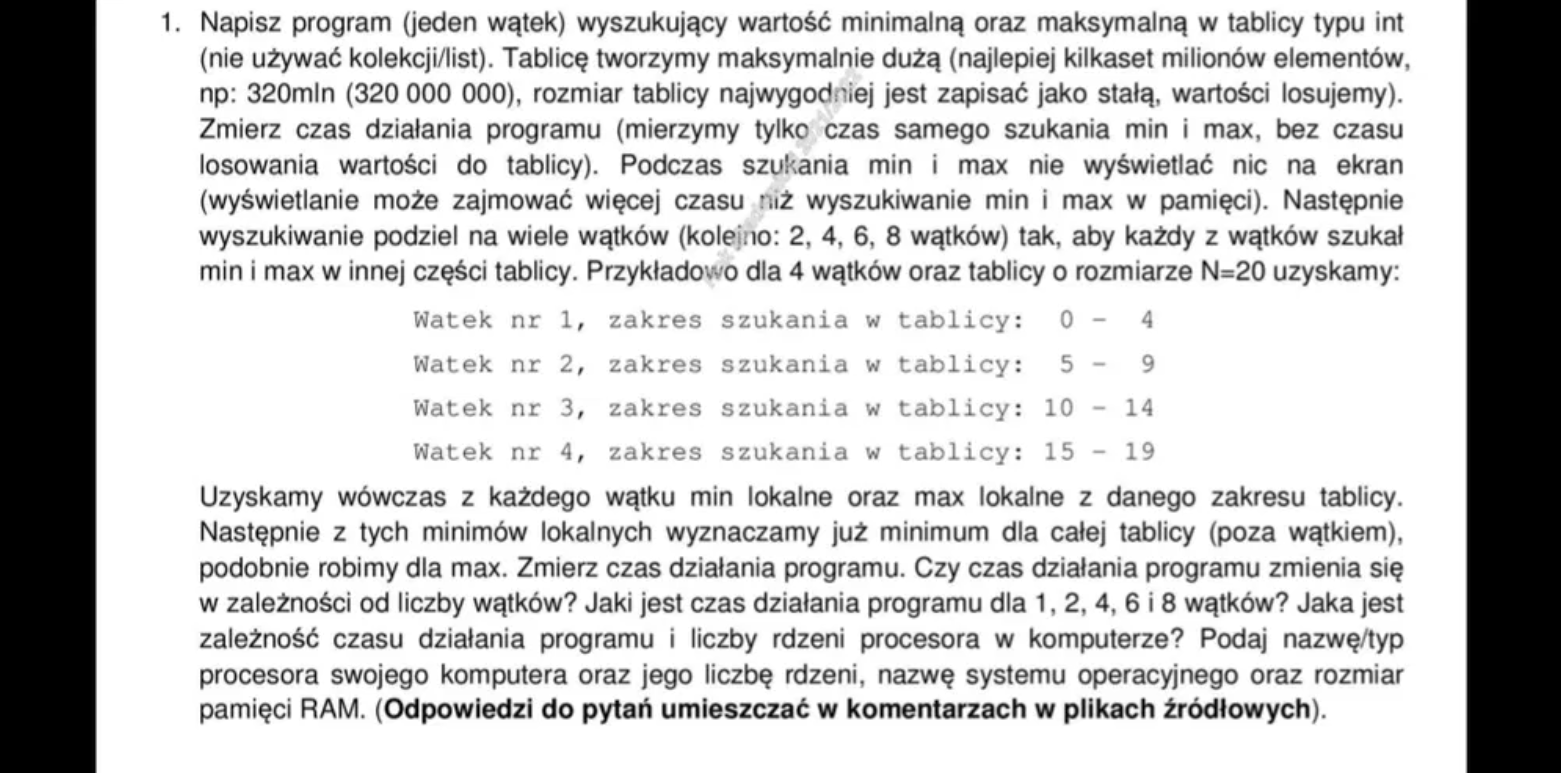 1. Napisz program (jeden wątek) wyszukujący wartość minimalną oraz maksymalną w tablicy typu int
(nie używać kolekcji/list). Tablicę tworzymy maksymalnie dużą (najlepiej kilkaset milionów elementów,
np: 320mln (320 000 000), rozmiar tablicy najwygodniej jest zapisać jako stałą, wartości losujemy).
Zmierz czas działania programu (mierzymy tylko czas samego szukania min i max, bez czasu
losowania wartości do tablicy). Podczas szukania min i max nie wyświetlać nic na ekran
(wyświetlanie może zajmować więcej czasu niż wyszukiwanie min i max w pamięci). Następnie
wyszukiwanie podziel na wiele wątków (kolejno: 2, 4, 6, 8 wątków) tak, aby każdy z wątków szukał
min i max w innej części tablicy. Przykładowo dla 4 wątków oraz tablicy o rozmiarze N=20 uzyskamy:
Watek nr 1, zakres szukania w tablicy: 0 – 4
Watek nr 2, zakres szukania w tablicy: 5 – 9
Watek nr 3, zakres szukania w tablicy: 10 – 14
Watek nr 4, zakres szukania w tablicy: 15 – 19
Uzyskamy wówczas z każdego wątku min lokalne oraz max lokalne z danego zakresu tablicy.
Następnie z tych minimów lokalnych wyznaczamy już minimum dla całej tablicy (poza wątkiem),
podobnie robimy dla max. Zmierz czas działania programu. Czy czas działania programu zmienia się
w zależności od liczby wątków? Jaki jest czas działania programu dla 1, 2, 4, 6 i 8 wątków? Jaka jest
zależność czasu działania programu i liczby rdzeni procesora w komputerze? Podaj nazwę/typ
procesora swojego komputera oraz jego liczbę rdzeni, nazwę systemu operacyjnego oraz rozmiar
pamięci RAM. (Odpowiedzi do pytań umieszczać w komentarzach w plikach źródłowych).